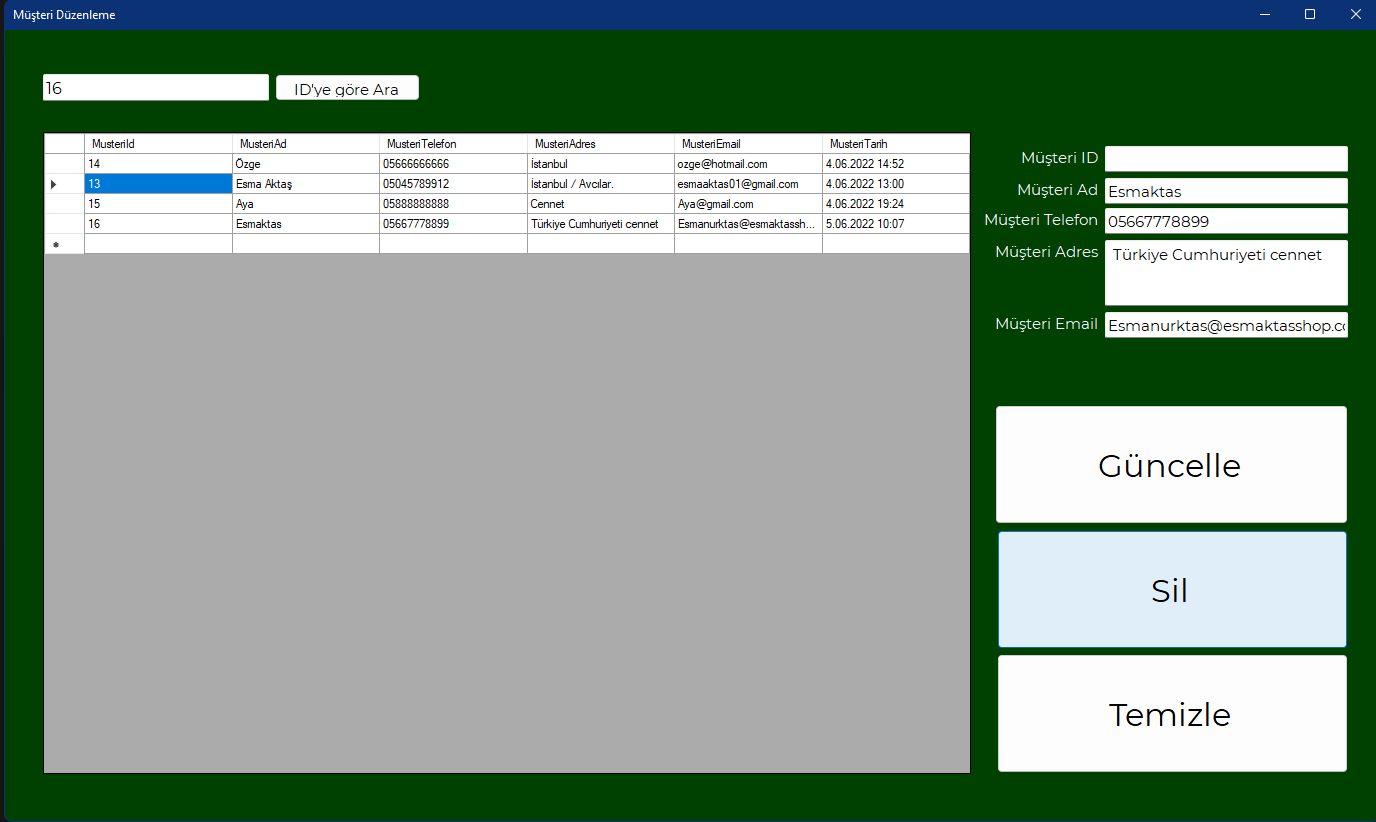 Müşteri Düzenleme
16 ID'ye göre Ara
MusteriId MusteriAd MusteriTelefon MusteriAdres MusteriEmail MusteriTarih
14 Özge 05666666666 İstanbul ozge@hotmail.com 4.06.2022 14:52
13 Esma Aktaş 05045789912 İstanbul / Avcılar. esmaaktas01@gmail.com 4.06.2022 13:00
15 Aya 05888888888 Cennet Aya@gmail.com 4.06.2022 19:24
16 Esmaktas 05667778899 Türkiye Cumhuriyeti cennet Esmanurktas@esmaktassh... 5.06.2022 10:07
Müşteri ID
Müşteri Ad Esmaktas
Müşteri Telefon 05667778899
Müşteri Adres Türkiye Cumhuriyeti cennet
Müşteri Email Esmanurktas@esmaktasshop.c
Güncelle
Sil
Temizle